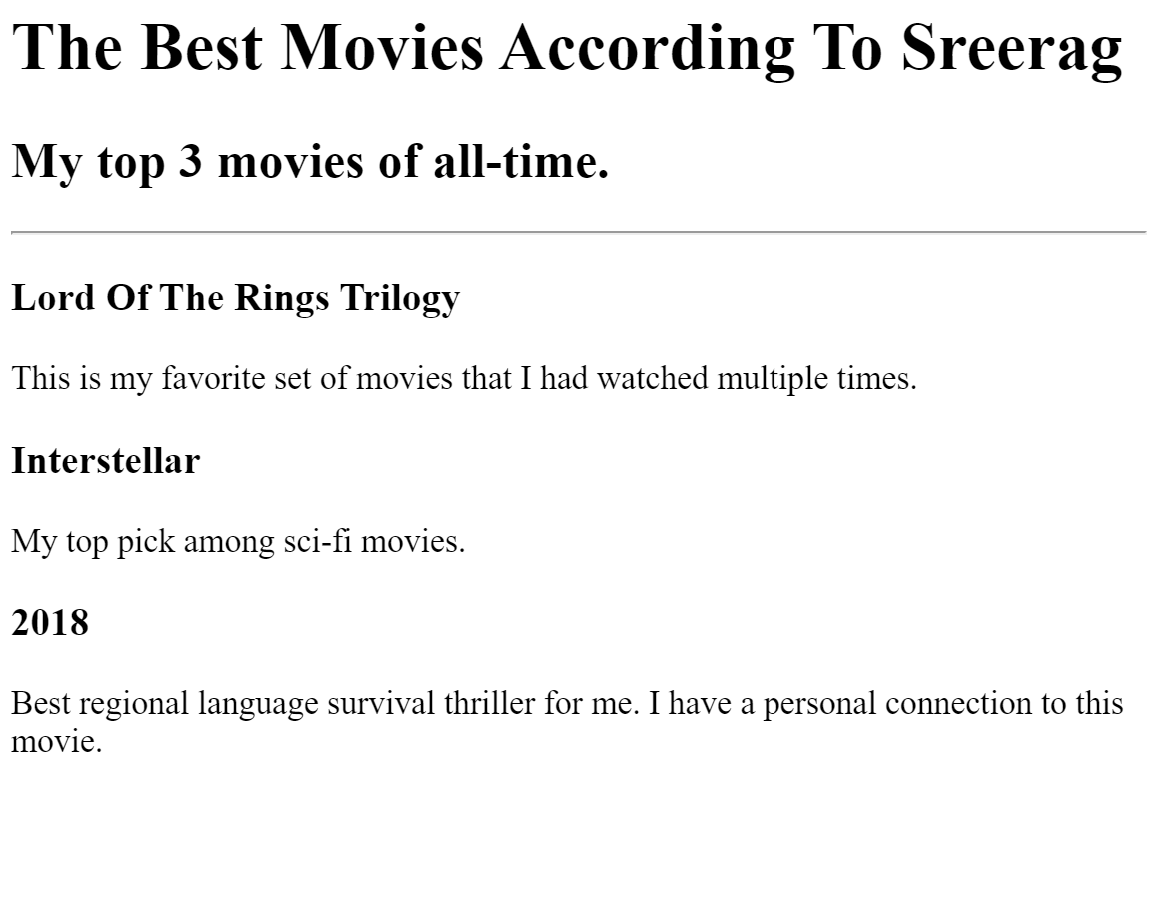 The Best Movies According To Sreerag
My top 3 movies of all-time.
Lord Of The Rings Trilogy
This is my favorite set of movies that I had watched multiple times.
Interstellar
My top pick among sci-fi movies.
2018
Best regional language survival thriller for me. I have a personal connection to this
movie.